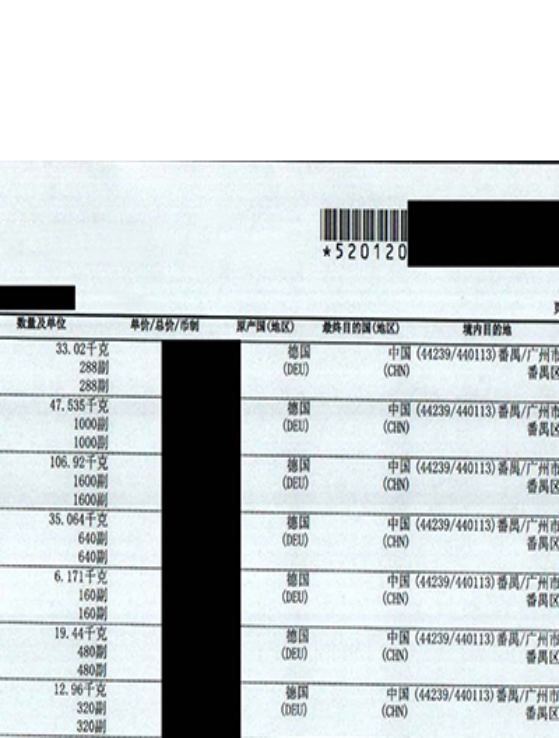 *520120
页
数量及单位 单价/总价/币制 原产国(地区) 最终目的国(地区) 境内目的地
33.02千克 德国 中国 (44239/440113)番禺/广州市
288副 (DEU) (CHN) 番禺区
288副
47.535千克 德国 中国 (44239/440113)番禺/广州市
1000副 (DEU) (CHN) 番禺区
1000副
106.92千克 德国 中国 (44239/440113)番禺/广州市
1600副 (DEU) (CHN) 番禺区
1600副
35.064千克 德国 中国 (44239/440113)番禺/广州市
640副 (DEU) (CHN) 番禺区
640副
6.171千克 德国 中国 (44239/440113)番禺/广州市
160副 (DEU) (CHN) 番禺区
160副
19.44千克 德国 中国 (44239/440113)番禺/广州市
480副 (DEU) (CHN) 番禺区
480副
12.96千克 德国 中国 (44239/440113)番禺/广州市
320副 (DEU) (CHN) 番禺区
320副